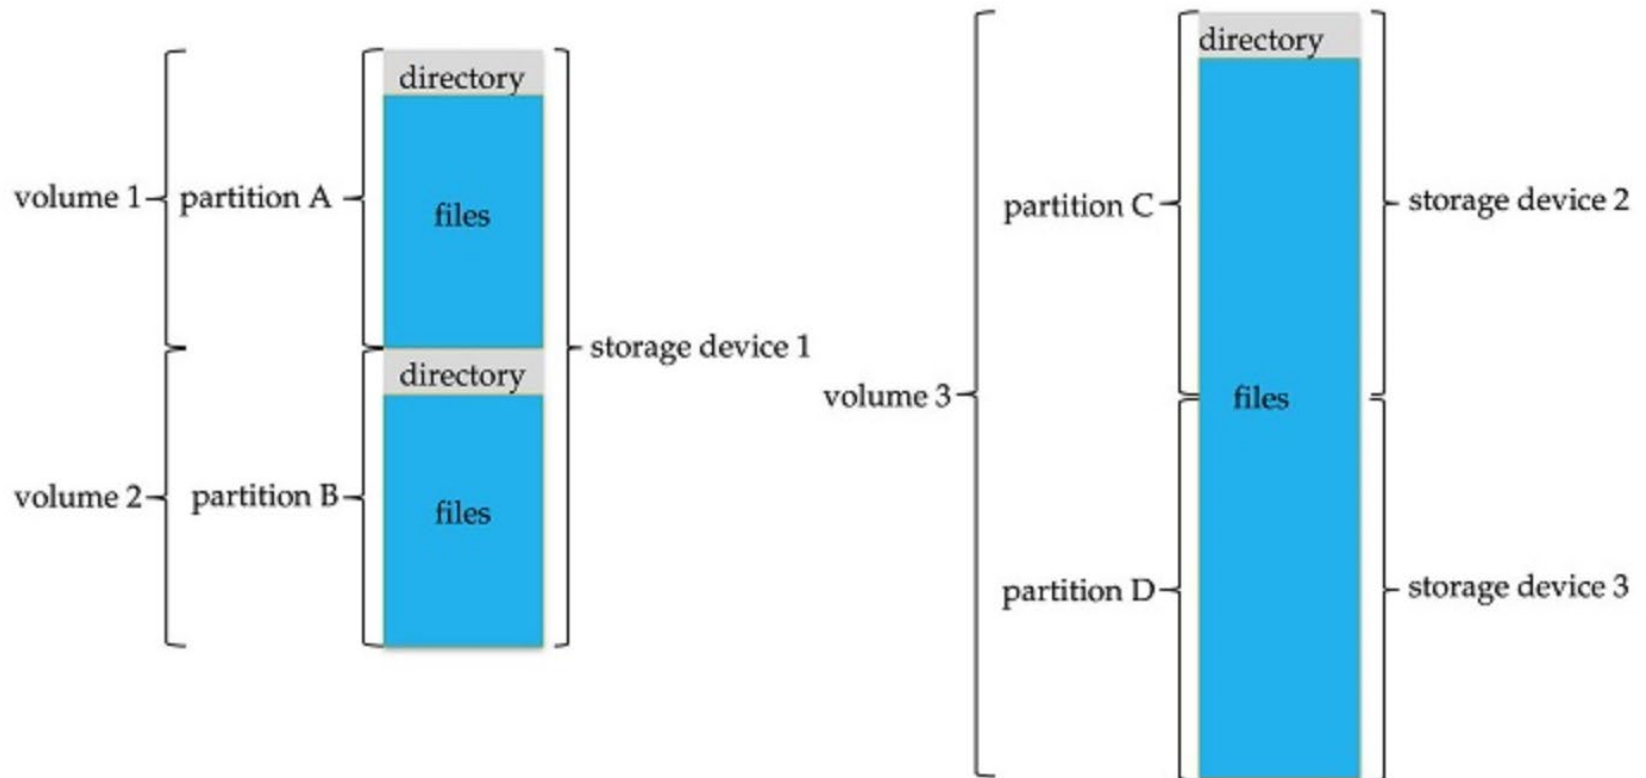 directory
volume 1
partition A
files
storage device 1
directory
volume 2
partition B
files
directory
partition C
storage device 2
volume 3
files
partition D
storage device 3